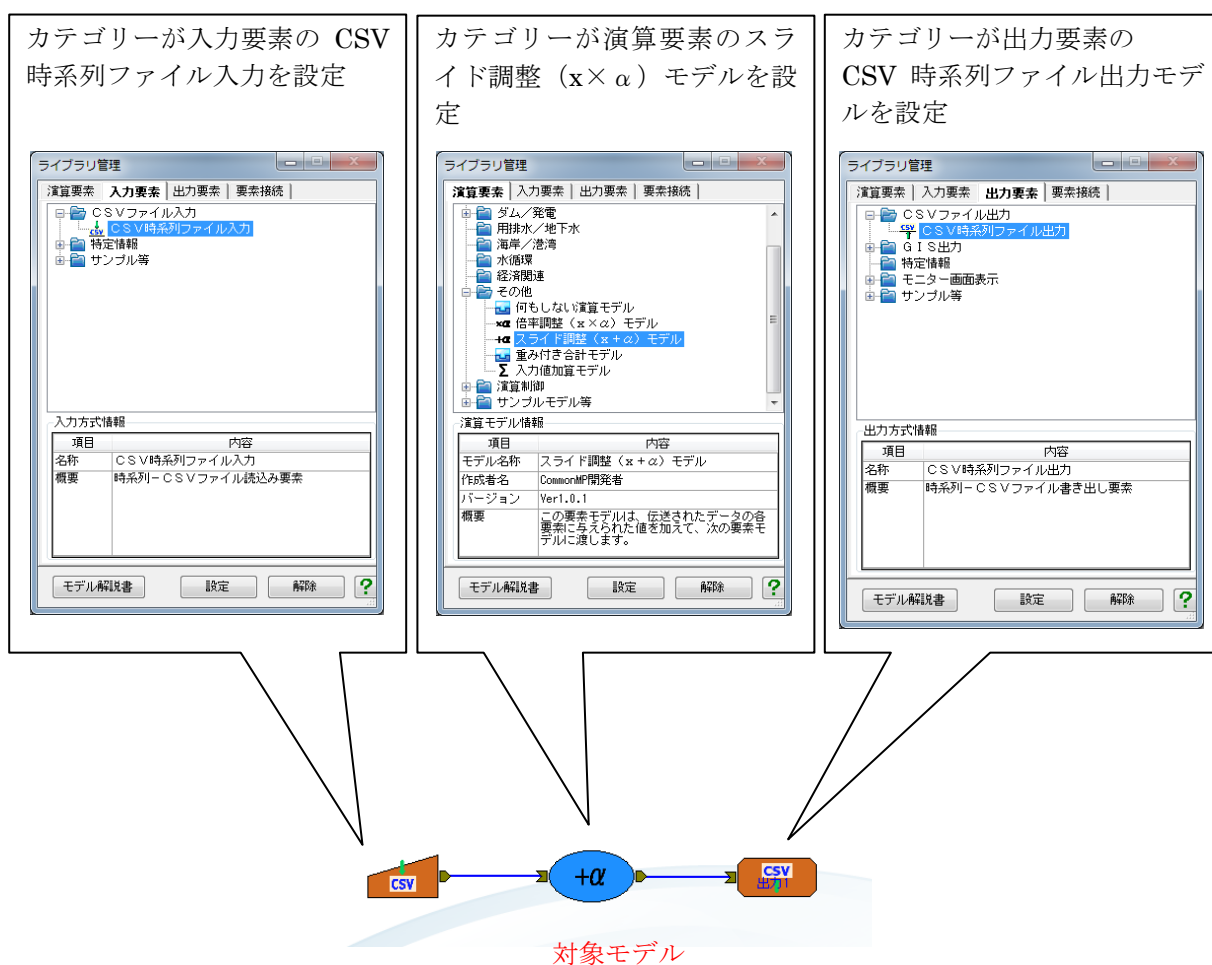 カテゴリーが入力要素の CSV
時系列ファイル入力を設定
ライブラリ管理
演算要素 入力要素 出力要素 要素接続
ＣＳＶファイル入力
CSV ＣＳＶ時系列ファイル入力
特定情報
サンプル等
入力方式情報
項目 内容
名称 ＣＳＶ時系列ファイル入力
概要 時系列－ＣＳＶファイル読込み要素
モデル解説書 設定 解除 ?
カテゴリーが演算要素のスラ
イド調整（x×α）モデルを設
定
ライブラリ管理
演算要素 入力要素 出力要素 要素接続
ダム／発電
用排水／地下水
海岸／港湾
水循環
経済関連
その他
何もしない演算モデル
×α 倍率調整（ｘ×α）モデル
+α スライド調整（ｘ＋α）モデル
重み付き合計モデル
Σ 入力値加算モデル
演算制御
サンプルモデル等
演算モデル情報
項目 内容
モデル名称 スライド調整（ｘ＋α）モデル
作成者名 CommonMP開発者
バージョン Ver1.0.1
概要 この要素モデルは、伝送されたデータの各
要素に与えられた値を加えて、次の要素モ
デルに渡します。
モデル解説書 設定 解除 ?
カテゴリーが出力要素の
CSV 時系列ファイル出力モデ
ルを設定
ライブラリ管理
演算要素 入力要素 出力要素 要素接続
ＣＳＶファイル出力
CSV ＣＳＶ時系列ファイル出力
ＧＩＳ出力
特定情報
モニター画面表示
サンプル等
出力方式情報
項目 内容
名称 ＣＳＶ時系列ファイル出力
概要 時系列－ＣＳＶファイル書き出し要素
モデル解説書 設定 解除 ?
CSV
+α
CSV
出力1
対象モデル